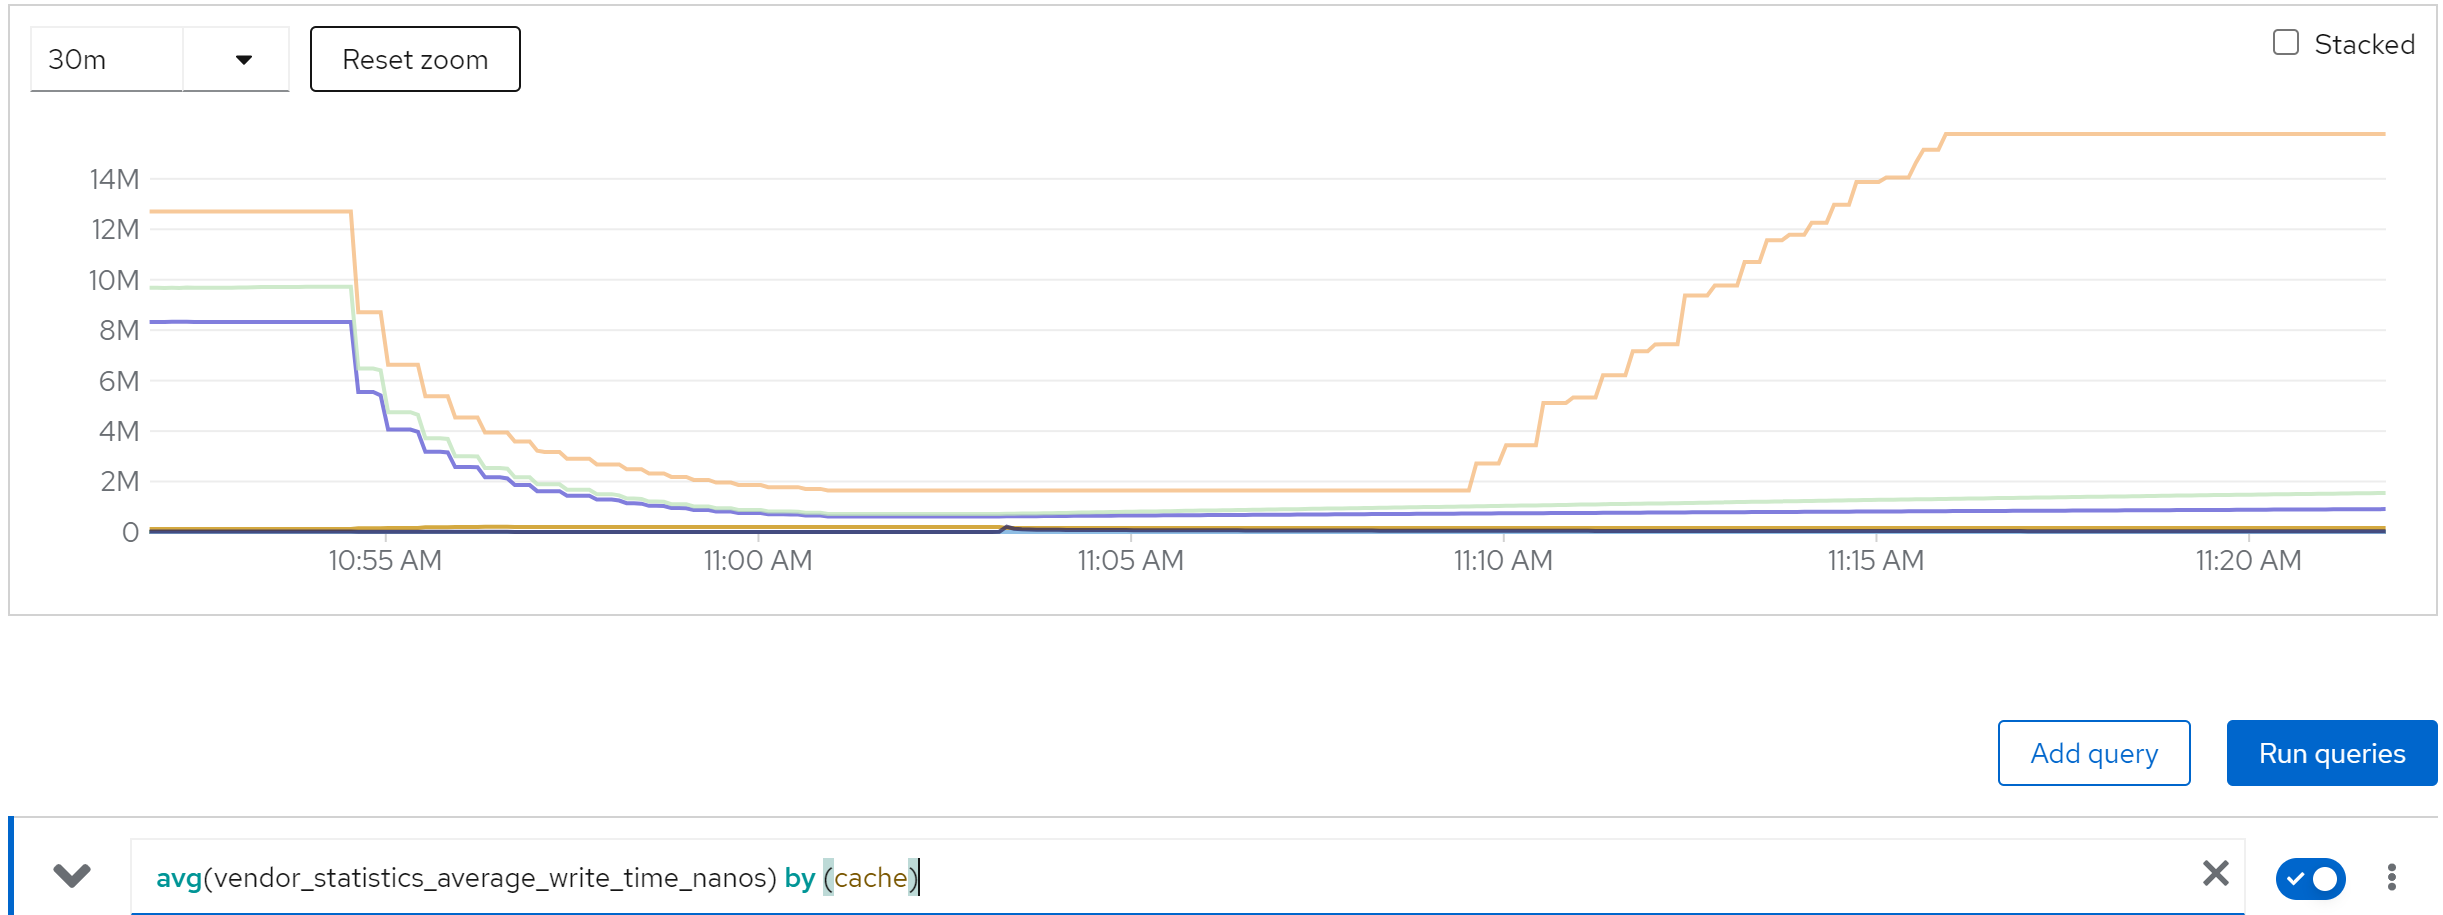 30m
Reset zoom
Stacked
14M
12M
10M
8M
6M
4M
2M
0
10:55 AM 11:00 AM 11:05 AM 11:10 AM 11:15 AM 11:20 AM
Add query
Run queries
avg(vendor_statistics_average_write_time_nanos) by (cache)